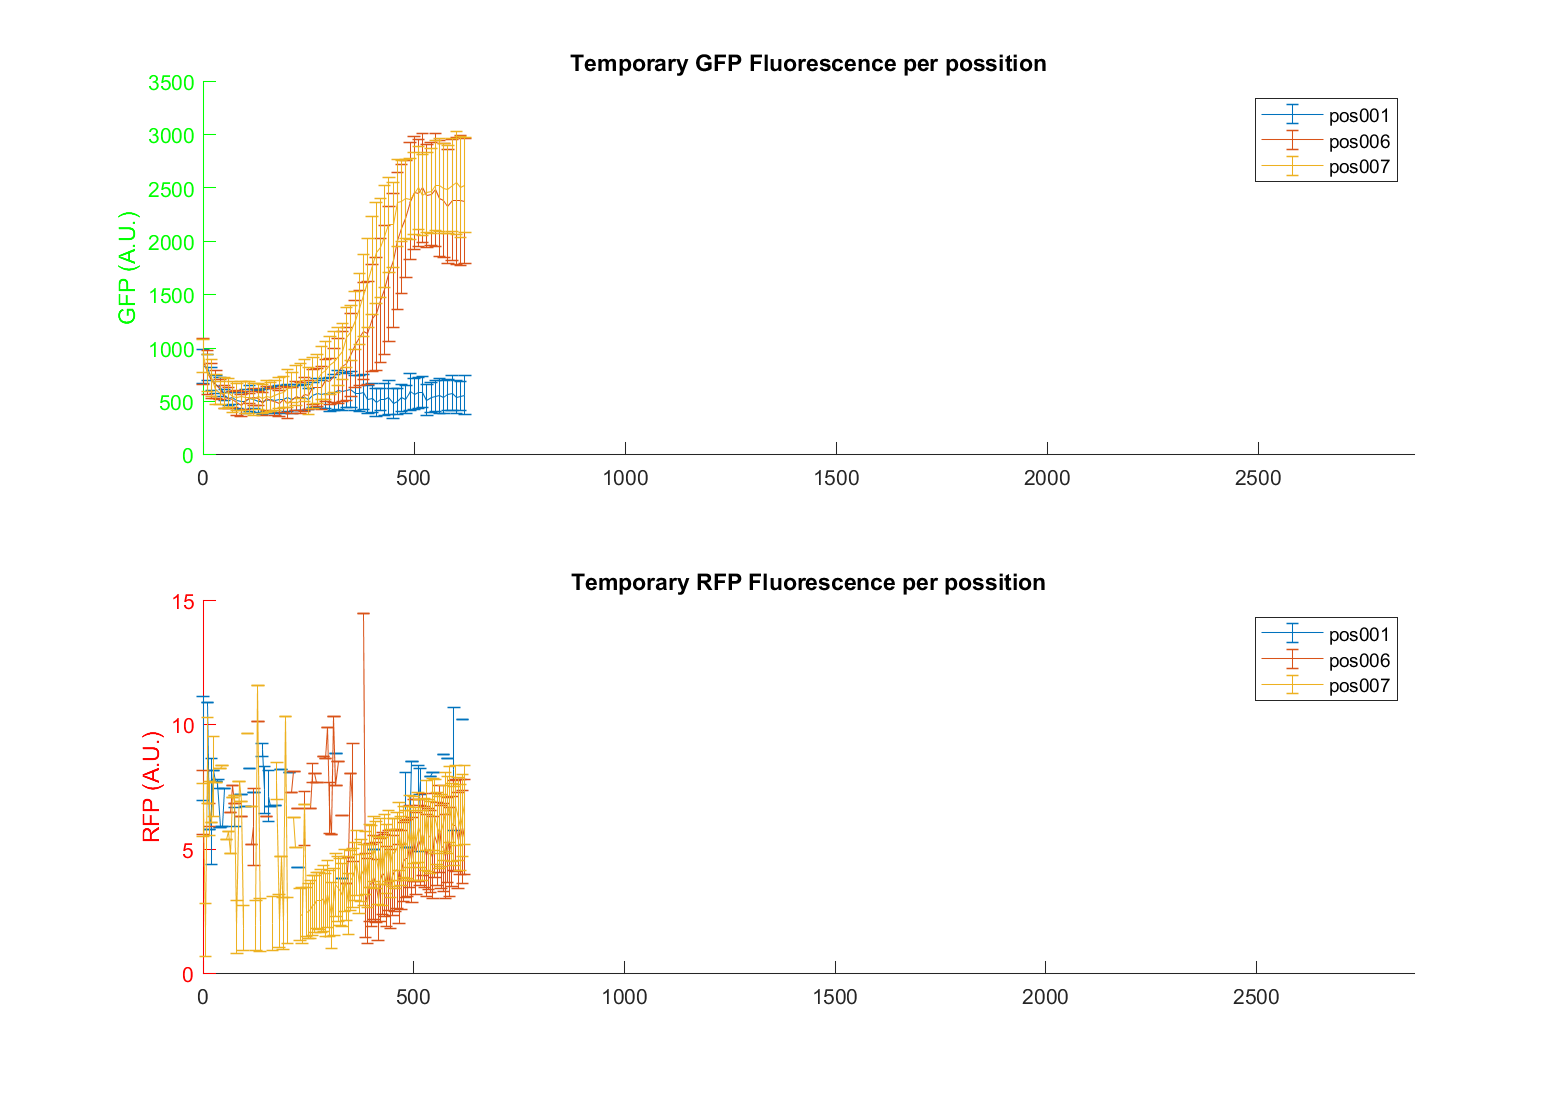 Temporary GFP Fluorescence per possition
3500
3000
2500
2000
1500
1000
500
0
GFP (A.U.)
0 500 1000 1500 2000 2500
pos001
pos006
pos007
Temporary RFP Fluorescence per possition
15
10
5
0
RFP (A.U.)
0 500 1000 1500 2000 2500
pos001
pos006
pos007